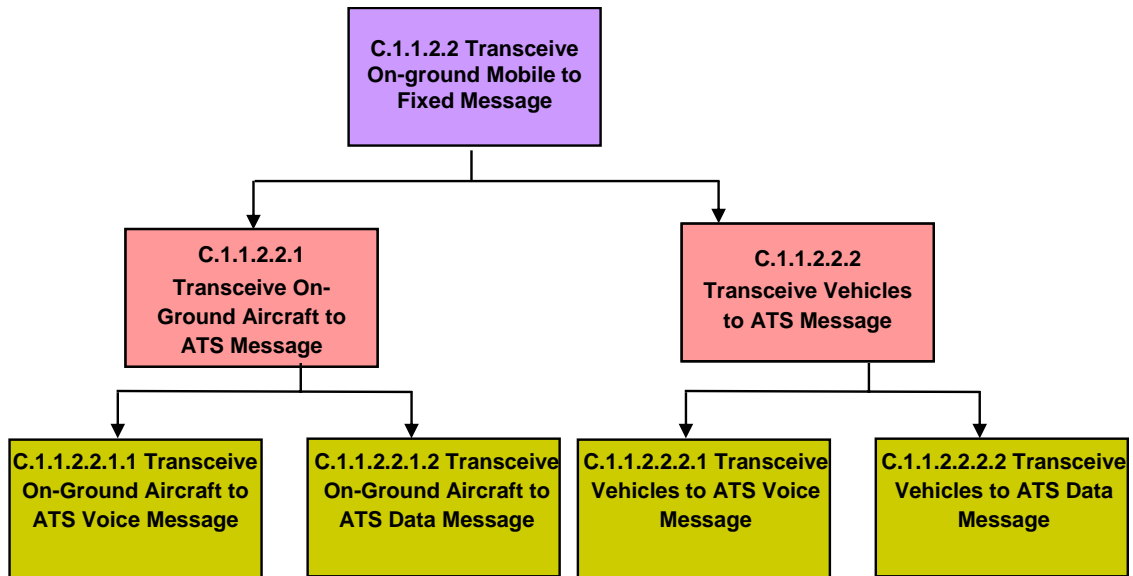 C.1.1.2.2 Transceive
On-ground Mobile to
Fixed Message
C.1.1.2.2.1
Transceive On-
Ground Aircraft to
ATS Message
C.1.1.2.2.2
Transceive Vehicles
to ATS Message
C.1.1.2.2.1.1 Transceive
On-Ground Aircraft to
ATS Voice Message
C.1.1.2.2.1.2 Transceive
On-Ground Aircraft to
ATS Data Message
C.1.1.2.2.2.1 Transceive
Vehicles to ATS Voice
Message
C.1.1.2.2.2.2 Transceive
Vehicles to ATS Data
Message